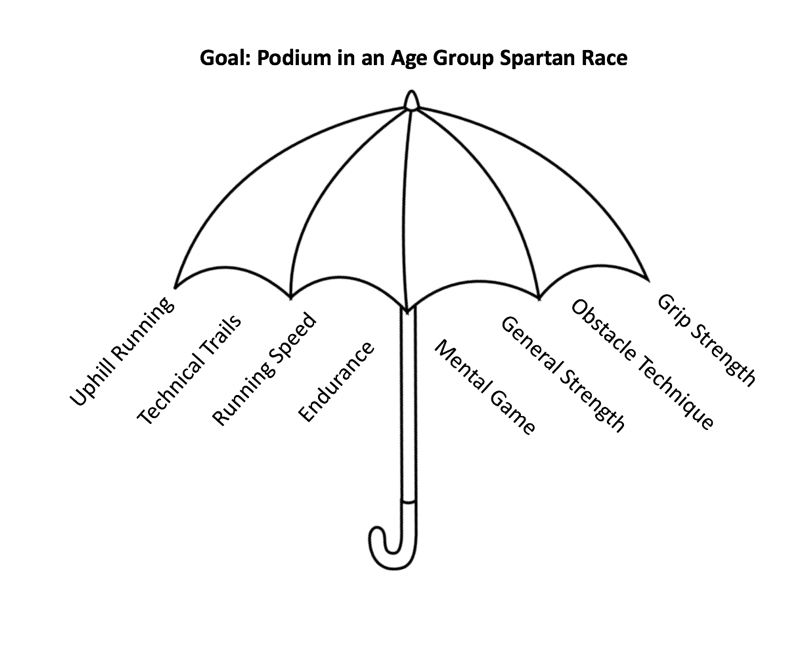 Goal: Podium in an Age Group Spartan Race
Uphill Running
Technical Trails
Running Speed
Endurance
Mental Game
General Strength
Obstacle Technique
Grip Strength